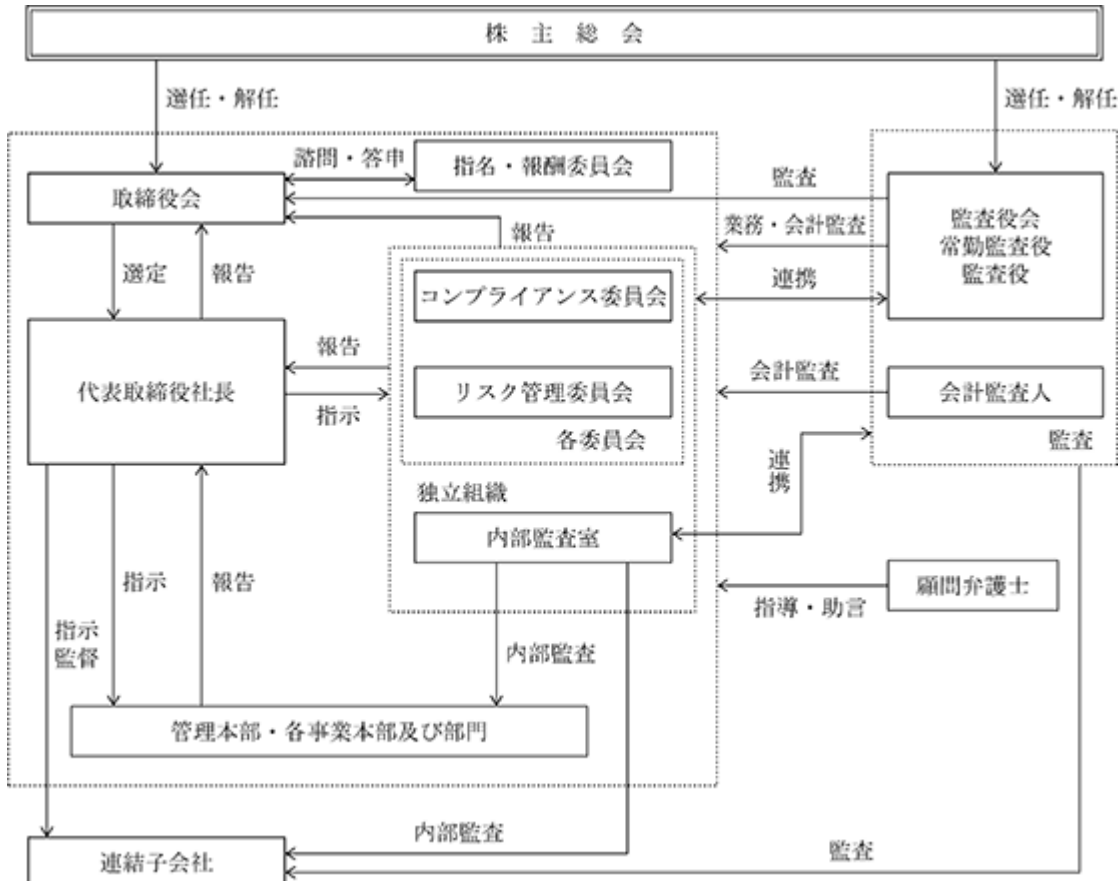 株主総会
選任・解任
選任・解任
諮問・答申
指名・報酬委員会
取締役会
監査
監査役会
常勤監査役
監査役
業務・会計監査
報告
選定
報告
コンプライアンス委員会
連携
代表取締役社長
報告
指示
リスク管理委員会
各委員会
会計監査
会計監査人
監査
連携
独立組織
内部監査室
指示
報告
顧問弁護士
指導・助言
指示
監督
内部監査
管理本部・各事業本部及び部門
内部監査
監査
連結子会社